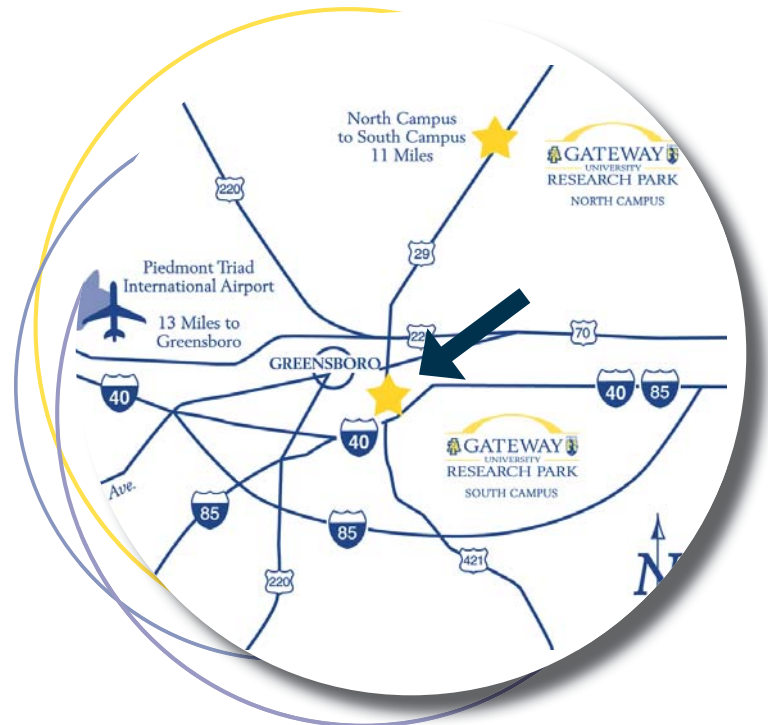 North Campus
to South Campus
11 Miles
GATEWAY
UNIVERSITY
RESEARCH PARK
NORTH CAMPUS
220
29
Piedmont Triad
International Airport
13 Miles to
Greensboro
22
70
GREENSBORO
40
40
85
40
GATEWAY
UNIVERSITY
RESEARCH PARK
SOUTH CAMPUS
Ave.
85
85
421
220
N